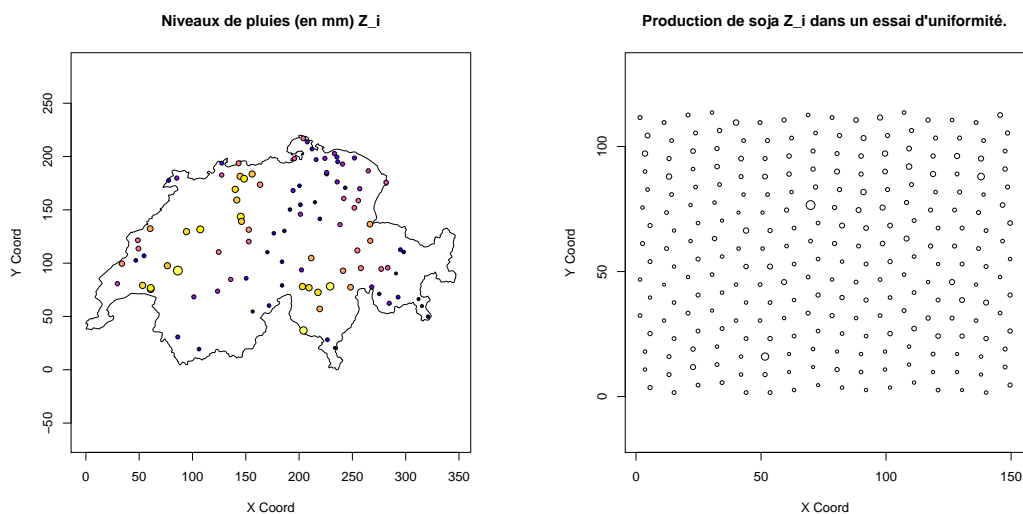 Niveaux de pluies (en mm) Z_i
Y Coord
250
200
150
100
50
0
−50
0 50 100 150 200 250 300 350
X Coord
Production de soja Z_i dans un essai d'uniformité.
Y Coord
100
50
0
0 50 100 150
X Coord